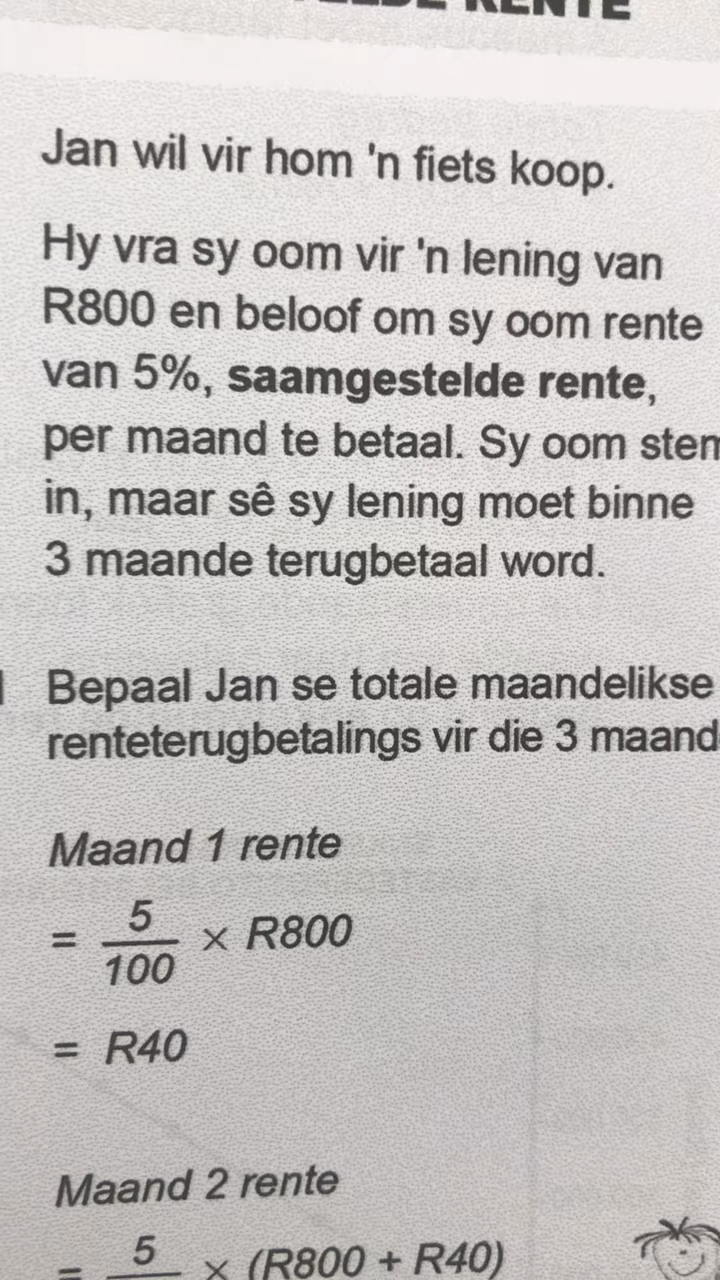 RENTE
Jan wil vir hom 'n fiets koop.
Hy vra sy oom vir 'n lening van
R800 en beloof om sy oom rente
van 5%, saamgestelde rente,
per maand te betaal. Sy oom
in, maar sê sy lening moet binne
3 maande terugbetaal word.
Bepaal Jan se totale maandelikse
renteterugbetalings vir die 3 maand
Maand 1 rente
= 5/100 × R800
= R40
Maand 2 rente
= 5 × (R800 + R40)